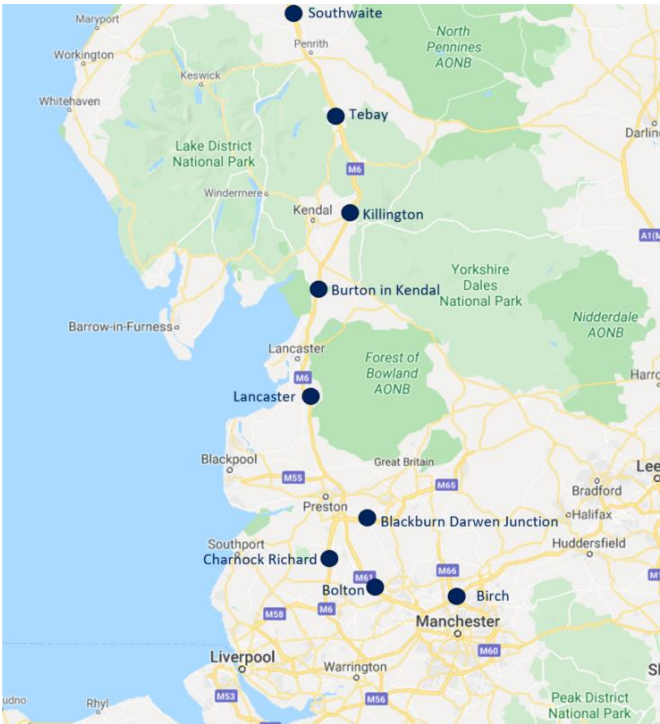 Maryport
Southwaite
Penrith
North
Pennines
AONB
Workington
Keswick
Whitehaven
Tebay
Lake District
National Park
M6
Windermere
Kendal
Killington
A1(M
Yorkshire
Dales
National Park
Burton in Kendal
Nidderdale
AONB
Barrow-in-Furness
Lancaster
Forest of
Bowland
AONB
M6
Lancaster
Blackpool
Great Britain
M55
M65
Bradford
Preston
Blackburn Darwen Junction
Halifax
Huddersfield
Southport
Charnock Richard
M61
M66
Bolton
Birch
M6
M58
Manchester
M60
Liverpool
Warrington
M53
M56
Rhyl
Peak District
National Park